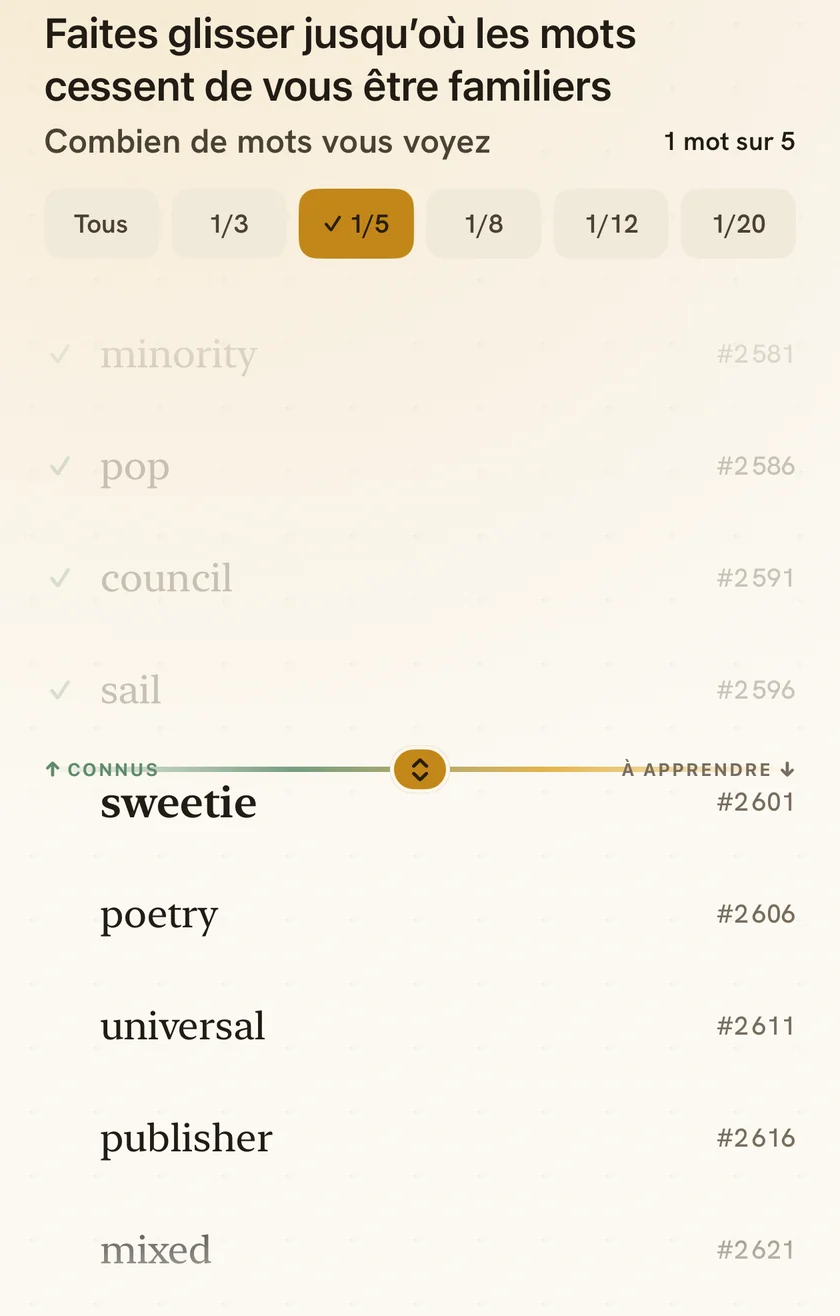 Faites glisser jusqu’où les mots
cessent de vous être familiers
Combien de mots vous voyez 1 mot sur 5
Tous 1/3 ✓ 1/5 1/8 1/12 1/20
✓ minority #2581
✓ pop #2586
✓ council #2591
✓ sail #2596
↑ CONNUS À APPRENDRE ↓
sweetie #2601
poetry #2606
universal #2611
publisher #2616
mixed #2621